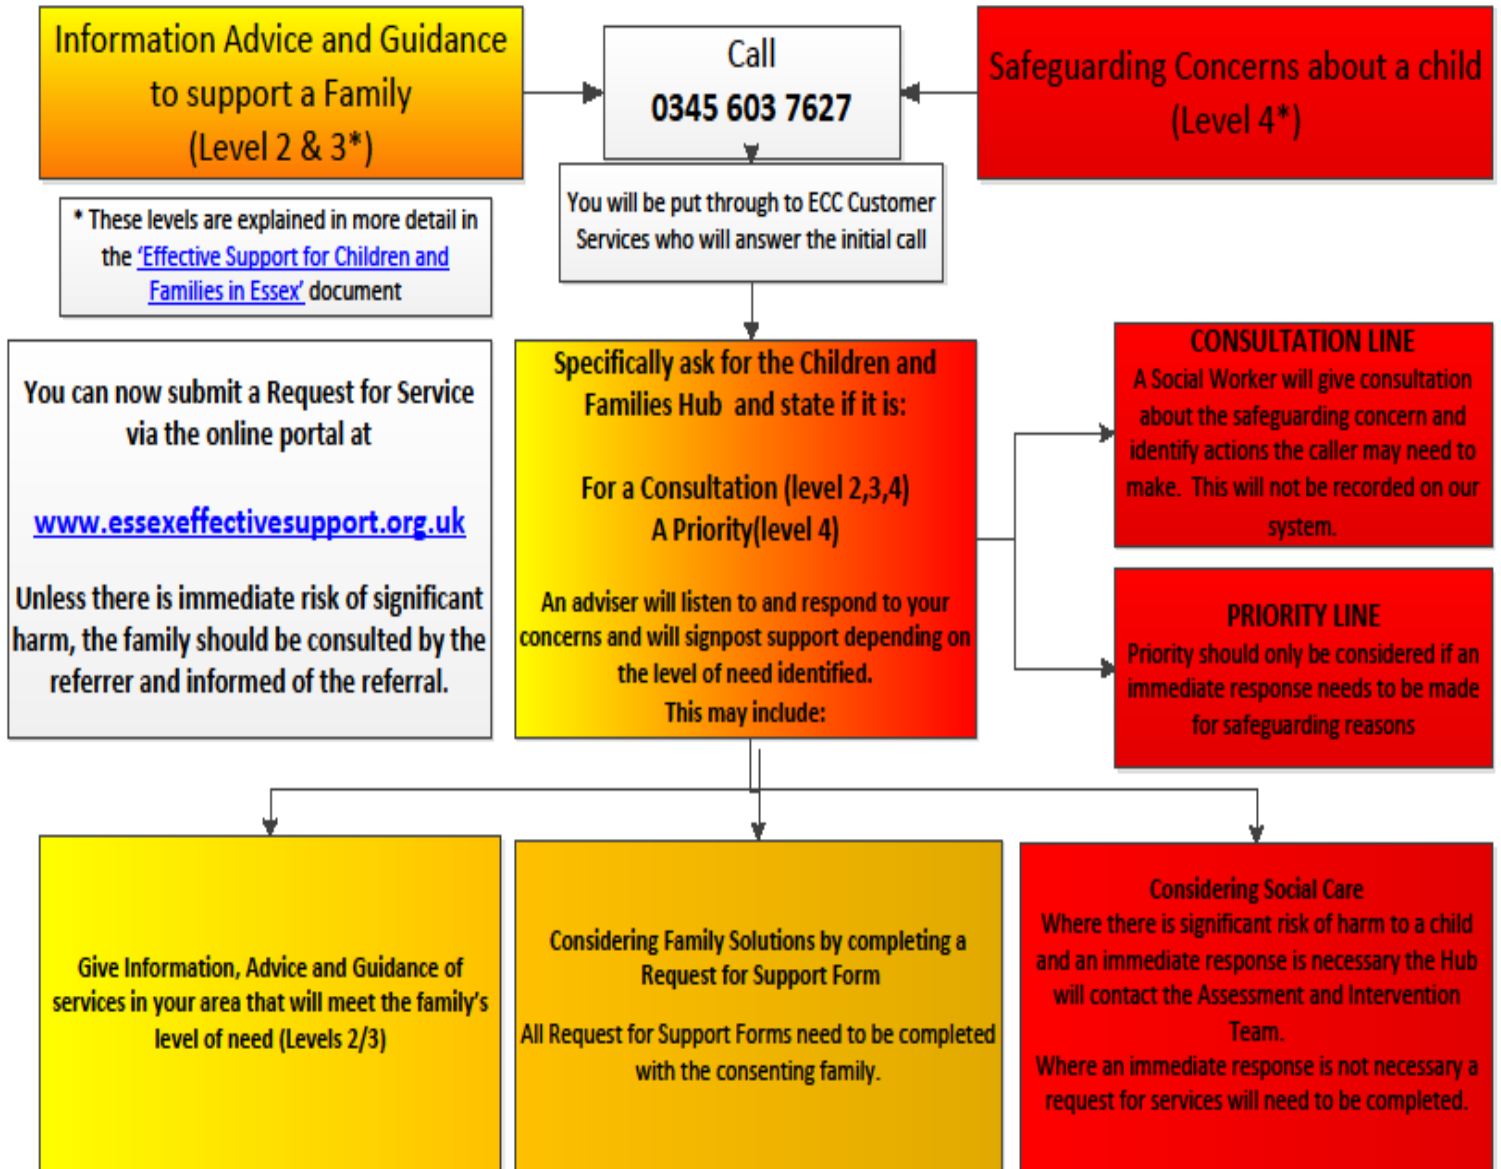 Information Advice and Guidance
to support a Family
(Level 2 & 3*)
Call
0345 603 7627
Safeguarding Concerns about a child
(Level 4*)
* These levels are explained in more detail in
the ‘Effective Support for Children and
Families in Essex’ document
You will be put through to ECC Customer
Services who will answer the initial call
You can now submit a Request for Service
via the online portal at
www.essexeffectivesupport.org.uk
Unless there is immediate risk of significant
harm, the family should be consulted by the
referrer and informed of the referral.
Specifically ask for the Children and
Families Hub and state if it is:
For a Consultation (level 2,3,4)
A Priority(level 4)
An adviser will listen to and respond to your
concerns and will signpost support depending on
the level of need identified.
This may include:
CONSULTATION LINE
A Social Worker will give consultation
about the safeguarding concern and
identify actions the caller may need to
make. This will not be recorded on our
system.
PRIORITY LINE
Priority should only be considered if an
immediate response needs to be made
for safeguarding reasons
Give Information, Advice and Guidance of
services in your area that will meet the family’s
level of need (Levels 2/3)
Considering Family Solutions by completing a
Request for Support Form
All Request for Support Forms need to be completed
with the consenting family.
Considering Social Care
Where there is significant risk of harm to a child
and an immediate response is necessary the Hub
will contact the Assessment and Intervention
Team.
Where an immediate response is not necessary a
request for services will need to be completed.